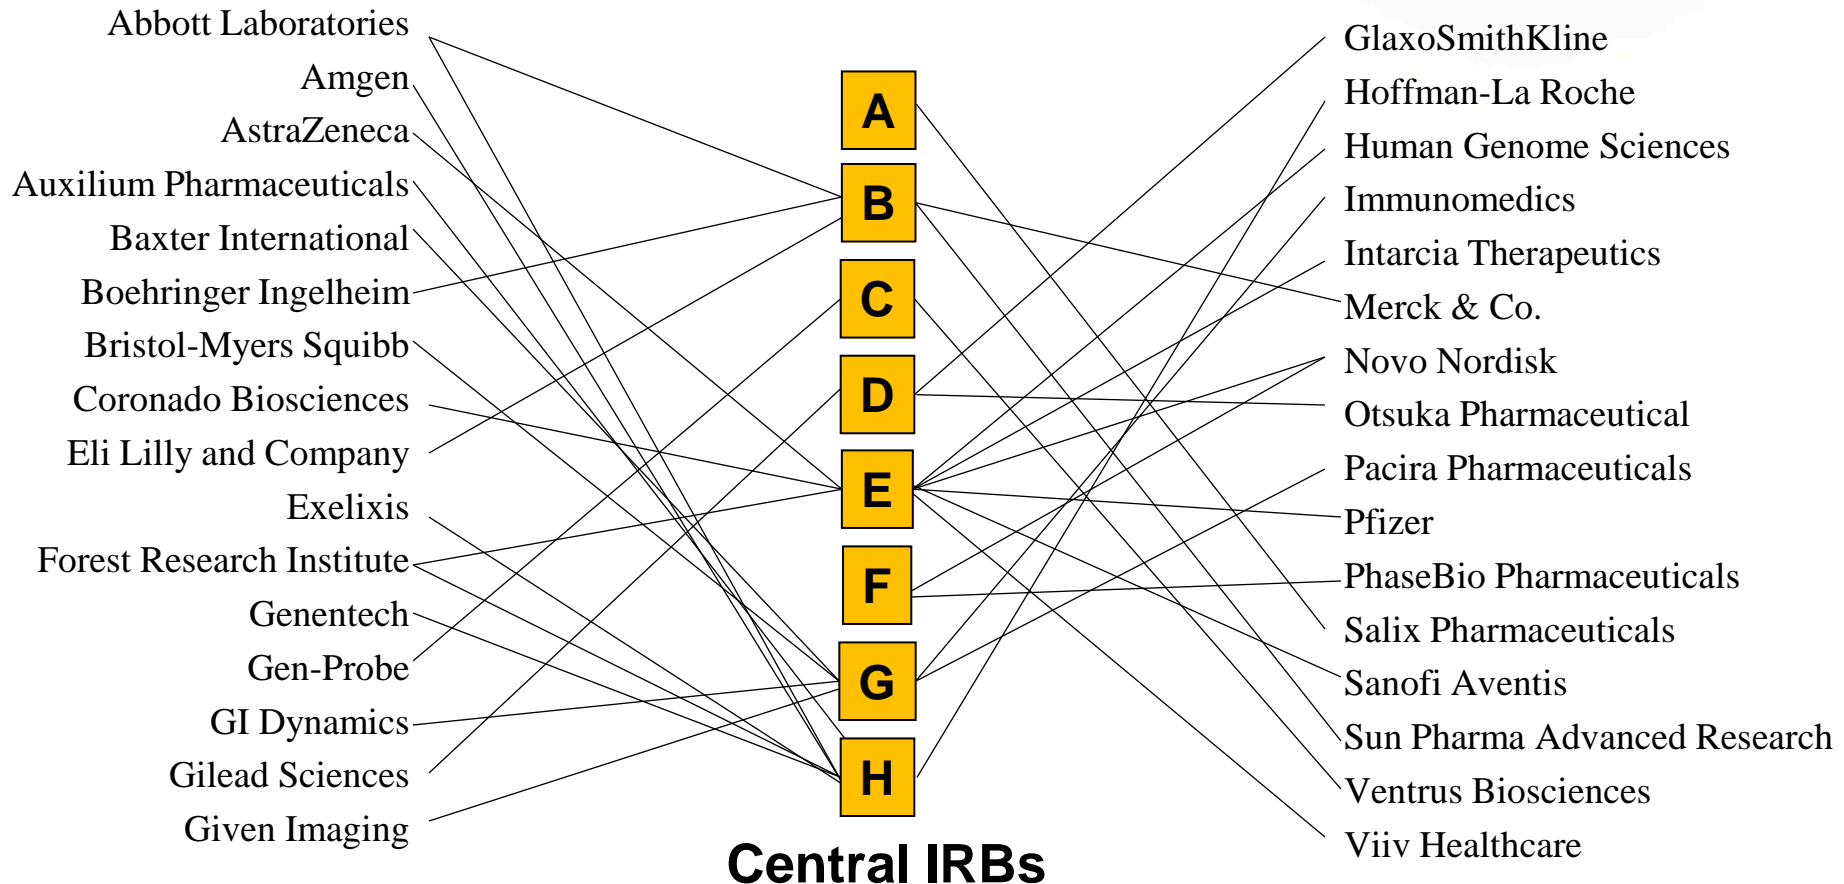 Abbott Laboratories
Amgen
AstraZeneca
Auxilium Pharmaceuticals
Baxter International
Boehringer Ingelheim
Bristol-Myers Squibb
Coronado Biosciences
Eli Lilly and Company
Exelixis
Forest Research Institute
Genentech
Gen-Probe
GI Dynamics
Gilead Sciences
Given Imaging
A
B
C
D
E
F
G
H
Central IRBs
GlaxoSmithKline
Hoffman-La Roche
Human Genome Sciences
Immunomedics
Intarcia Therapeutics
Merck & Co.
Novo Nordisk
Otsuka Pharmaceutical
Pacira Pharmaceuticals
Pfizer
PhaseBio Pharmaceuticals
Salix Pharmaceuticals
Sanofi Aventis
Sun Pharma Advanced Research
Ventrus Biosciences
Viiv Healthcare